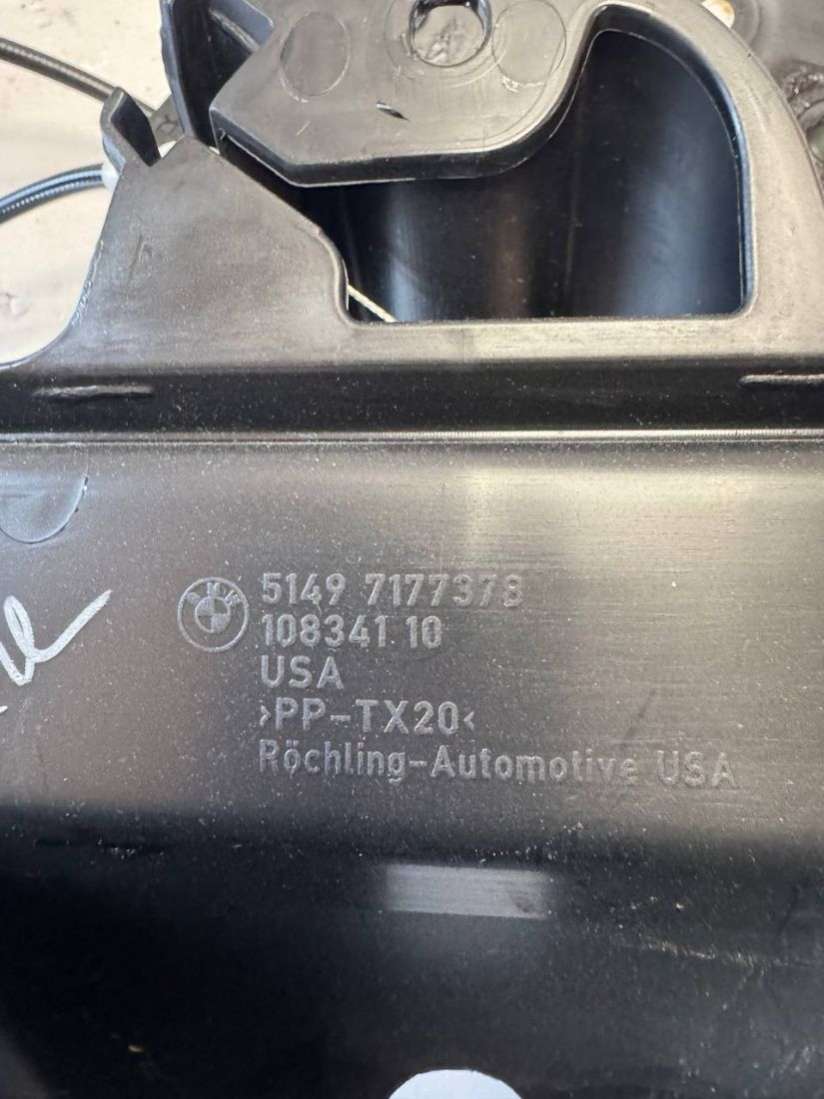 5149 7177378
108341 10
USA
>PP-TX20<
Röchling-Automotive USA